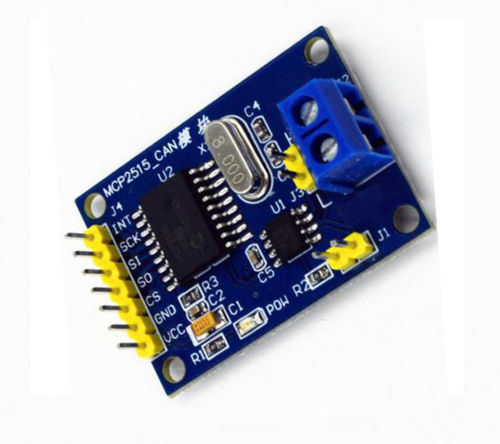 MCP2515_CAN模块
J4
INT
SCK
SI
SO
CS
GND
VCC
U2
8 000
C4
H
J3
L
U1
J1
C5
R2
R3
C2
C1
POW
R1